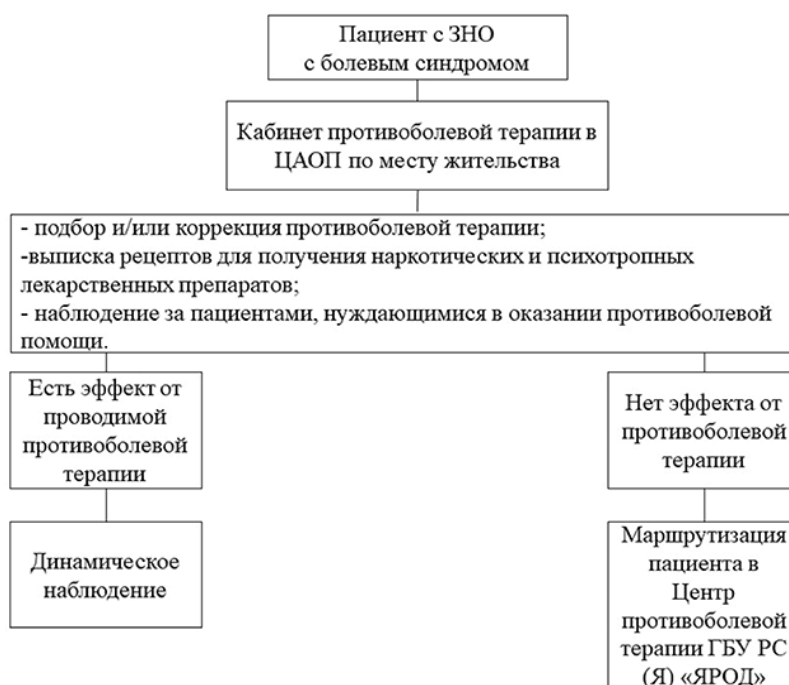 Пациент с ЗНО
с болевым синдромом
Кабинет противоболевой терапии в
ЦАОП по месту жительства
- подбор и/или коррекция противоболевой терапии;
-выписка рецептов для получения наркотических и психотропных
лекарственных препаратов;
- наблюдение за пациентами, нуждающимися в оказании противоболевой
помощи.
Есть эффект от
проводимой
противоболевой
терапии
Нет эффекта от
противоболевой
терапии
Динамическое
наблюдение
Маршрутизация
пациента в
Центр
противоболевой
терапии ГБУ РС
(Я) «ЯРОД»